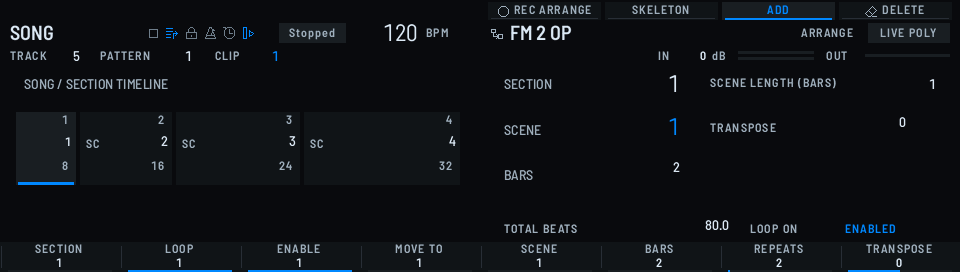 REC ARRANGE SKELETON ADD DELETE
SONG Stopped 120 BPM FM 2 OP ARRANGE LIVE POLY
TRACK 5 PATTERN 1 CLIP 1 IN 0 dB OUT
SONG / SECTION TIMELINE SECTION 1 SCENE LENGTH (BARS) 1
1 2 3 4
SCENE 1 TRANSPOSE 0
1 SC 2 SC 3 SC 4
8 16 24 32
BARS 2
TOTAL BEATS 80.0 LOOP ON ENABLED
SECTION LOOP ENABLE MOVE TO SCENE BARS REPEATS TRANSPOSE
1 1 1 1 1 2 2 0